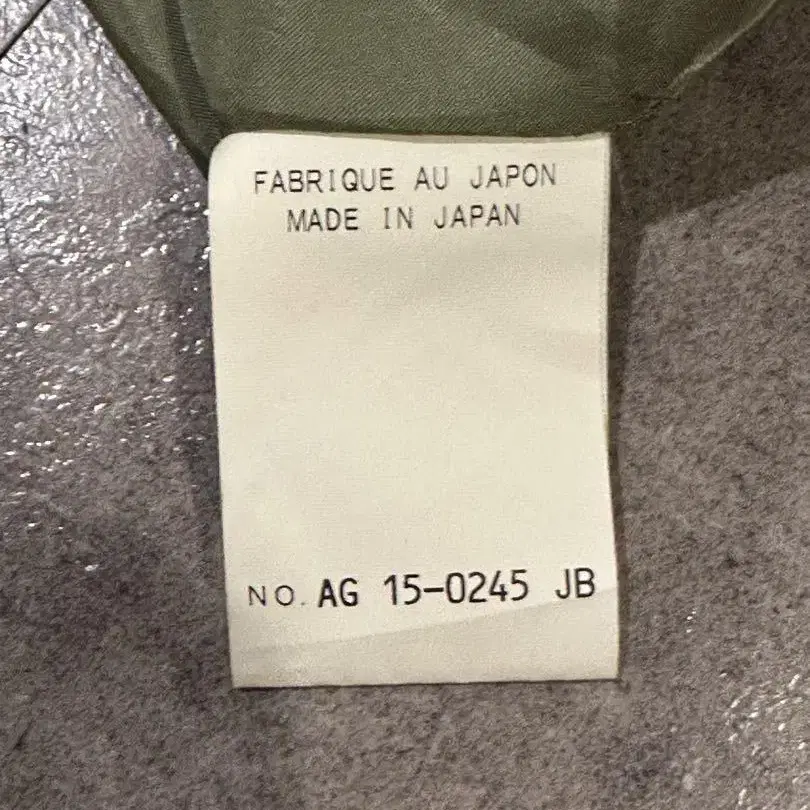 FABRIQUE AU JAPON
MADE IN JAPAN
NO. AG 15-0245 JB